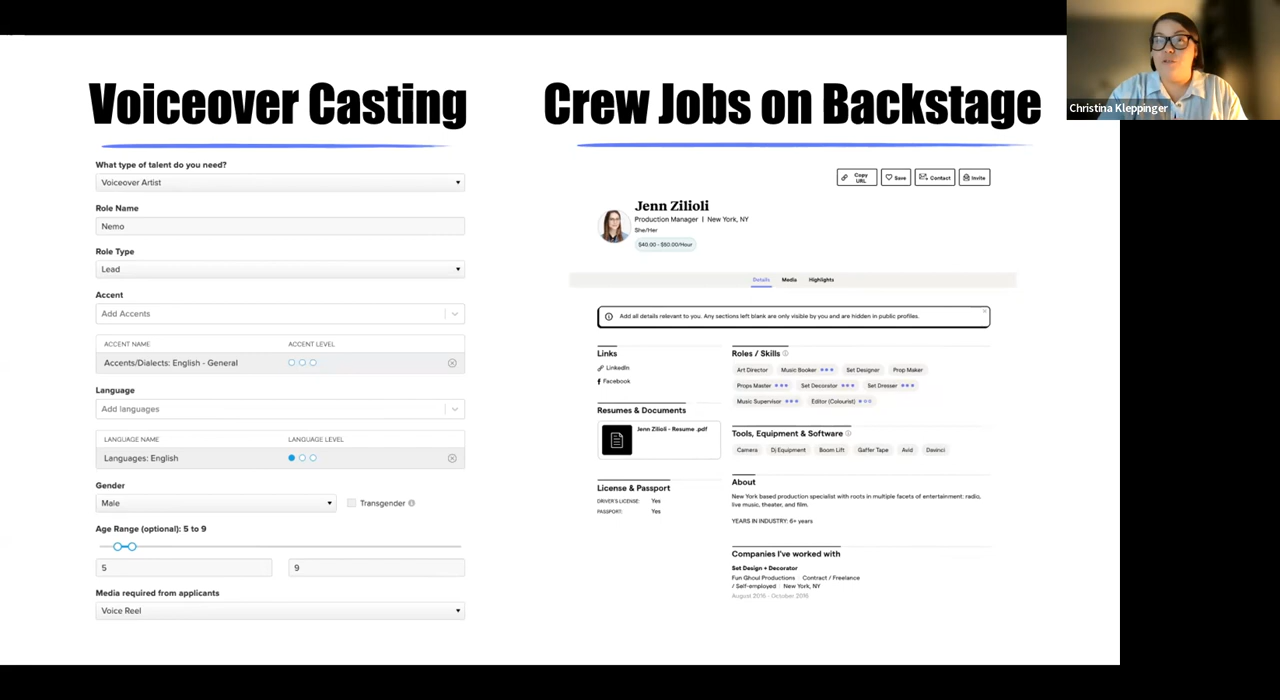 Voiceover Casting
What type of talent do you need?
Voiceover Artist
Role Name
Nemo
Role Type
Lead
Accent
Add Accents
ACCENT NAME ACCENT LEVEL
Accents/Dialects: English - General
Language
Add languages
LANGUAGE NAME LANGUAGE LEVEL
Languages: English
Gender
Male Transgender
Age Range (optional): 5 to 9
5 9
Media required from applicants
Voice Reel
Crew Jobs on Backstage
Copy URL Save Contact Invite
Jenn Zilioli
Production Manager | New York, NY
She/Her
$40.00 - $50.00/Hour
Details Media Highlights
Add all details relevant to you. Any sections left blank are only visible by you and are hidden in public profiles.
Links
LinkedIn
Facebook
Resumes & Documents
Jenn Zilioli - Resume .pdf
License & Passport
DRIVER'S LICENSE: Yes
PASSPORT: Yes
Roles / Skills
Art Director Music Booker Set Designer Prop Maker
Props Master Set Decorator Set Dresser
Music Supervisor Editor (Colourist)
Tools, Equipment & Software
Camera Dj Equipment Boom Lift Gaffer Tape Avid Davinci
About
New York based production specialist with roots in multiple facets of entertainment: radio,
live music, theater, and film.
YEARS IN INDUSTRY: 6+ years
Companies I've worked with
Set Design + Decorator
Fun Ghoul Productions Contract / Freelance
/ Self-employed New York, NY
August 2016 - October 2016
Christina Kleppinger